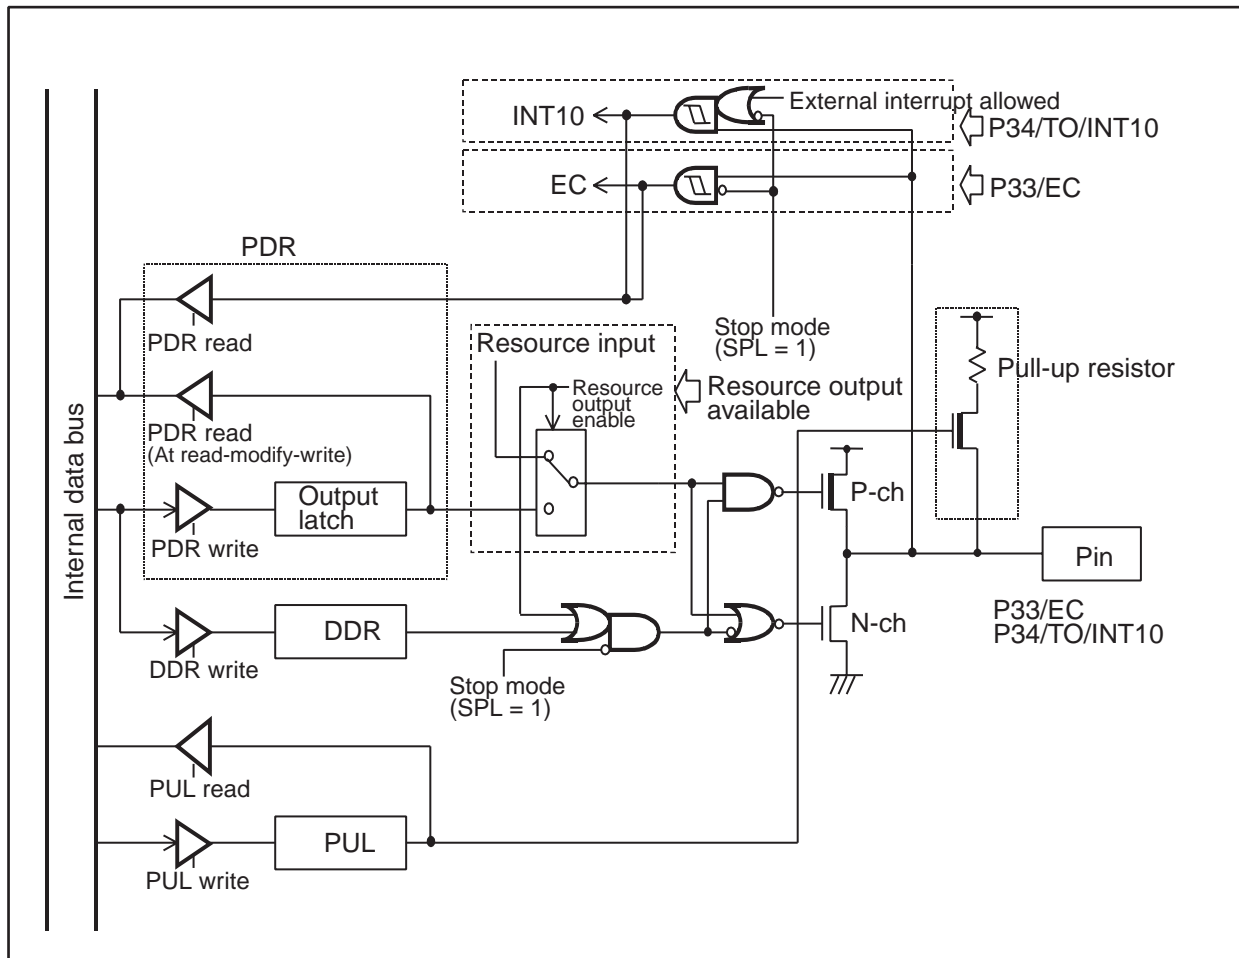 INT10
External interrupt allowed
P34/TO/INT10
EC
P33/EC
PDR
PDR read
Stop mode
(SPL = 1)
Resource input
Resource
output
enable
Resource output
available
Pull-up resistor
PDR read
(At read-modify-write)
Internal data bus
Output
latch
P-ch
PDR write
Pin
P33/EC
P34/TO/INT10
DDR
N-ch
DDR write
Stop mode
(SPL = 1)
PUL read
PUL
PUL write